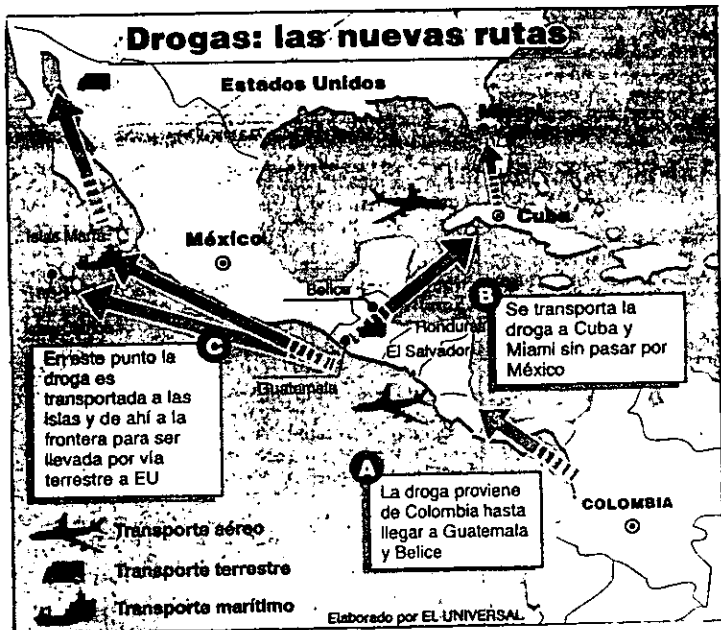 Drogas: las nuevas rutas
Estados Unidos
Cuba
México
Belice
Honduras
El Salvador
Guatemala
B
Se transporta la
droga a Cuba y
Miami sin pasar por
México
C
En este punto la
droga es
transportada a las
Islas y de ahí a la
frontera para ser
llevada por vía
terrestre a EU
A
La droga proviene
de Colombia hasta
llegar a Guatemala
y Belice
COLOMBIA
Transporte aéreo
Transporte terrestre
Transporte marítimo
Elaborado por EL UNIVERSAL